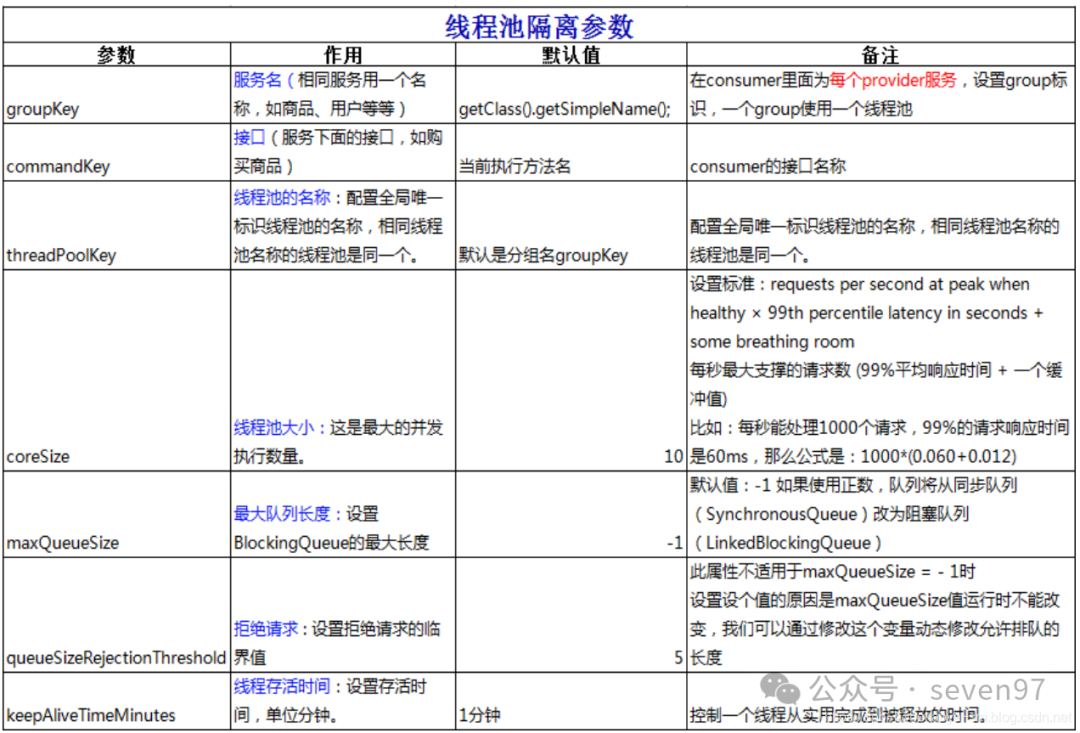 线程池隔离参数
参数 作用 默认值 备注
groupKey
服务名（相同服务用一个名
称，如商品、用户等等）
getClass().getSimpleName();
在consumer里面为每个provider服务，设置group标
识，一个group使用一个线程池
commandKey
接口（服务下面的接口，如购
买商品）
当前执行方法名
consumer的接口名称
threadPoolKey
线程池的名称：配置全局唯一
标识线程池的名称，相同线程
池名称的线程池是同一个。
默认是分组名groupKey
配置全局唯一标识线程池的名称，相同线程池名称的
线程池是同一个。
coreSize
线程池大小：这是最大的并发
执行数量。
10
设置标准：requests per second at peak when
healthy × 99th percentile latency in seconds +
some breathing room
每秒最大支撑的请求数 (99%平均响应时间 + 一个缓
冲值)
比如：每秒能处理1000个请求，99%的请求响应时间
是60ms，那么公式是：1000*(0.060+0.012)
maxQueueSize
最大队列长度：设置
BlockingQueue的最大长度
-1
默认值：-1 如果使用正数，队列将从同步队列
（SynchronousQueue）改为阻塞队列
（LinkedBlockingQueue）
queueSizeRejectionThreshold
拒绝请求：设置拒绝请求的临
界值
5
此属性不适用于maxQueueSize = - 1时
设置设个值的原因是maxQueueSize值运行时不能改
变，我们可以通过修改这个变量动态修改允许排队的
长度
keepAliveTimeMinutes
线程存活时间：设置存活时
间，单位分钟。
1分钟
控制一个线程从实用完成到被释放的时间。
公众号 · seven97